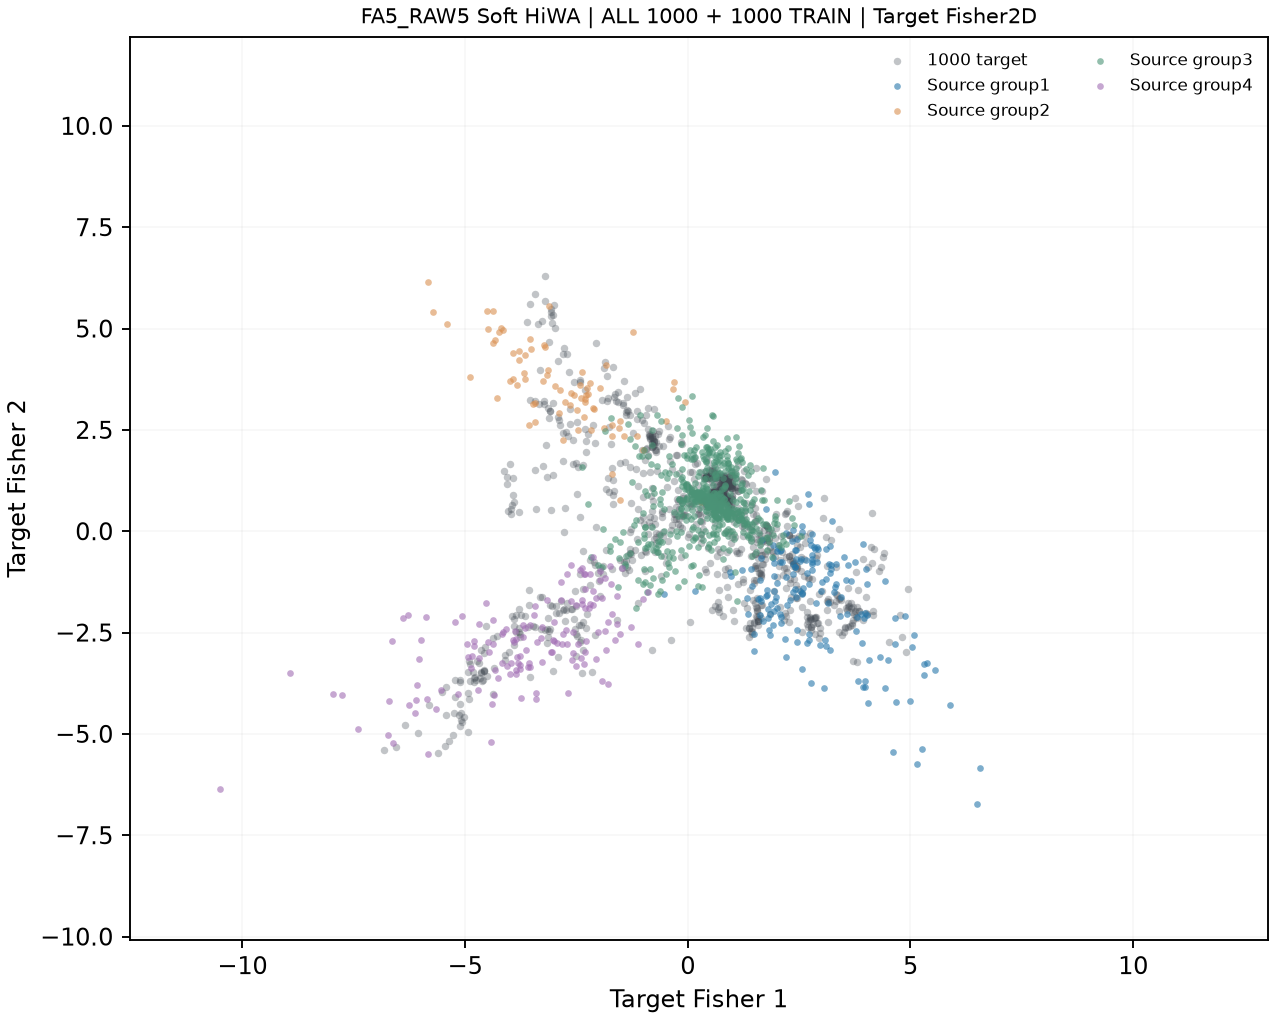 FA5_RAW5 Soft HiWA | ALL 1000 + 1000 TRAIN | Target Fisher2D
1000 target
Source group1
Source group2
Source group3
Source group4
Target Fisher 2
10.0
7.5
5.0
2.5
0.0
−2.5
−5.0
−7.5
−10.0
−10
−5
0
5
10
Target Fisher 1